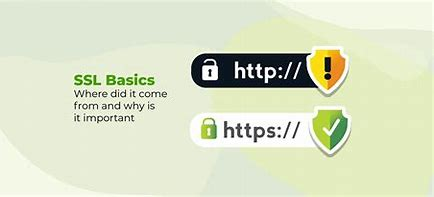 SSL Basics
Where did it come
from and why is
it important
http://
!
https://